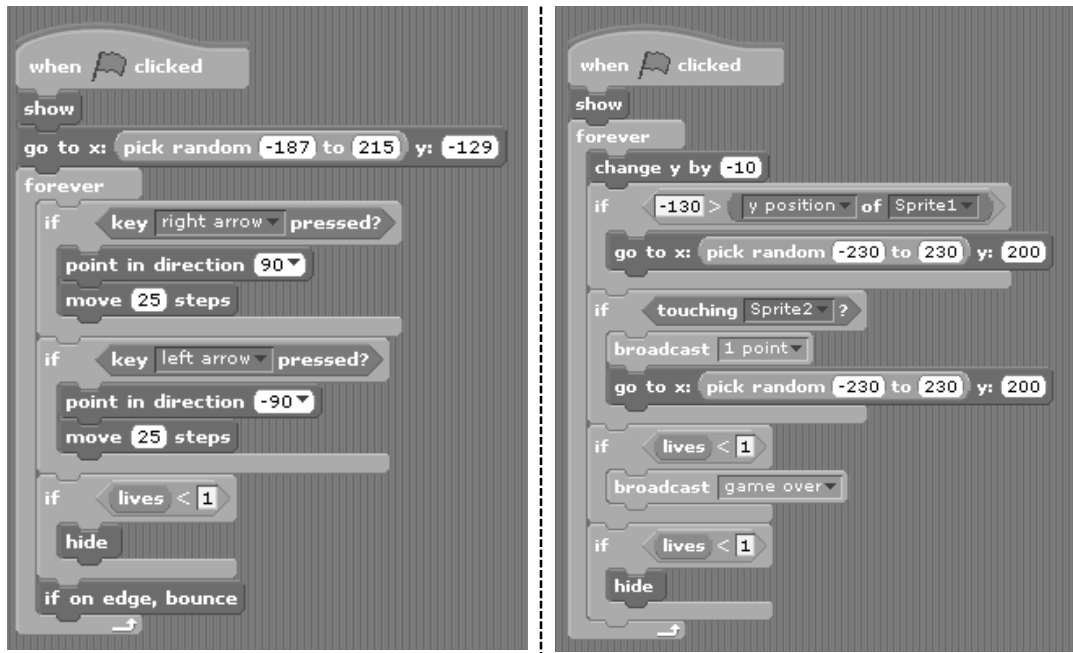 when clicked
show
go to x: pick random -187 to 215 y: -129
forever
if key right arrow pressed?
point in direction 90
move 25 steps
if key left arrow pressed?
point in direction -90
move 25 steps
if lives < 1
hide
if on edge, bounce
when clicked
show
forever
change y by -10
if -130 > y position of Sprite1
go to x: pick random -230 to 230 y: 200
if touching Sprite2 ?
broadcast 1 point
go to x: pick random -230 to 230 y: 200
if lives < 1
broadcast game over
if lives < 1
hide